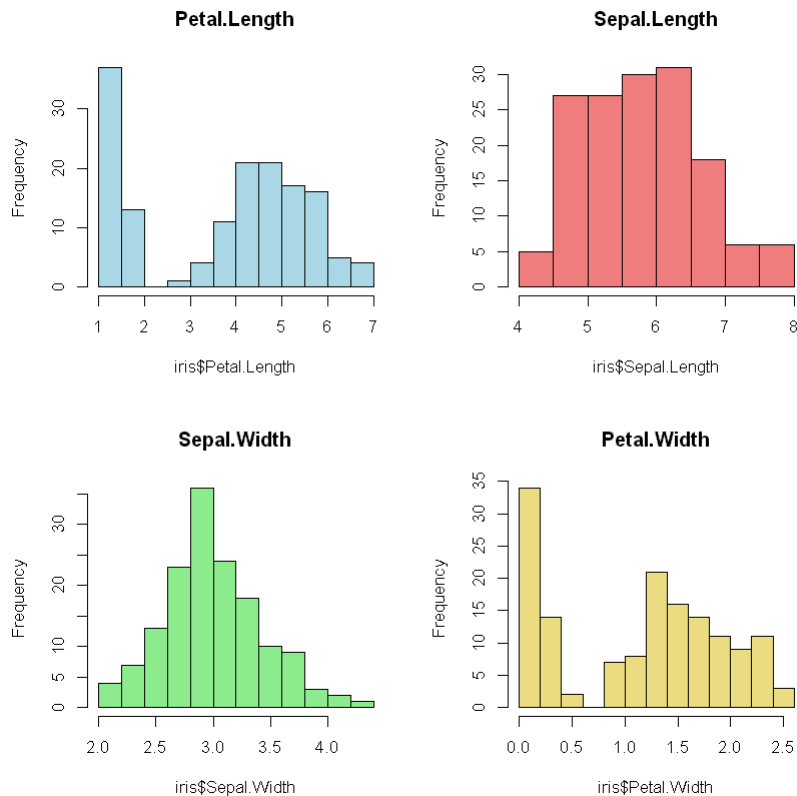 Petal.Length
Frequency
0 10 20 30
1 2 3 4 5 6 7
iris$Petal.Length
Sepal.Length
Frequency
0 5 10 15 20 25 30
4 5 6 7 8
iris$Sepal.Length
Sepal.Width
Frequency
0 5 10 20 30
2.0 2.5 3.0 3.5 4.0
iris$Sepal.Width
Petal.Width
Frequency
0 5 10 15 20 25 30 35
0.0 0.5 1.0 1.5 2.0 2.5
iris$Petal.Width